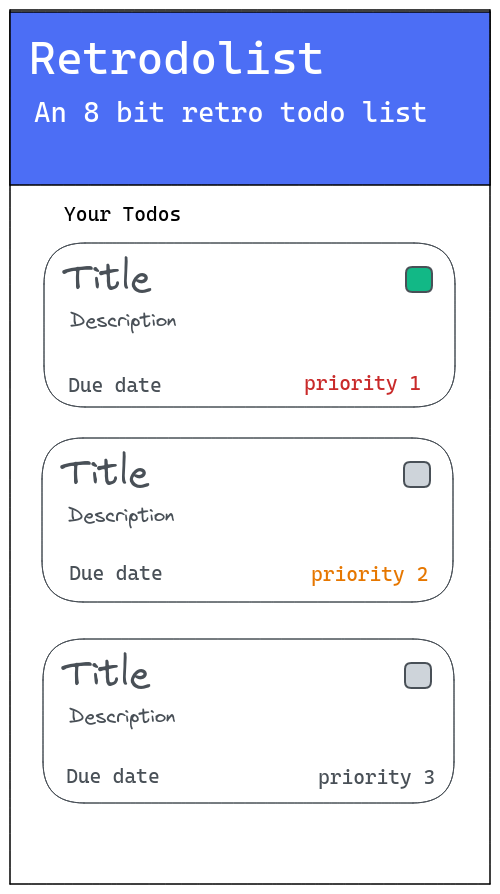 Retrodolist
An 8 bit retro todo list
Your Todos
Title
Description
Due date priority 1
Title
Description
Due date priority 2
Title
Description
Due date priority 3